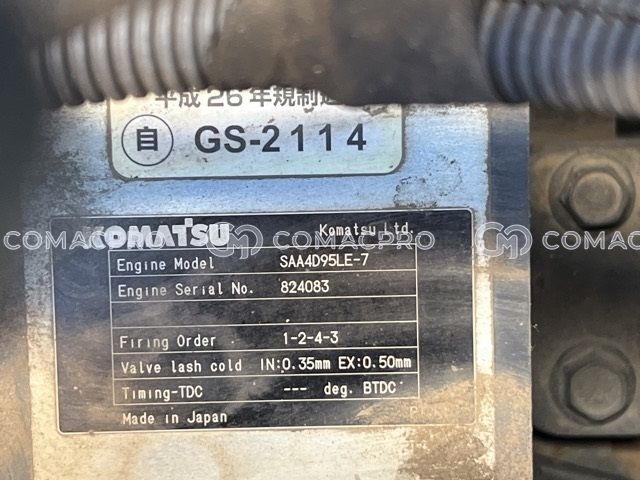 平成26年規制適
自 GS-2114
KOMATSU Komatsu Ltd.
Engine Model SAA4D95LE-7
Engine Serial No. 824083
Firing Order 1-2-4-3
Valve lash cold IN:0.35mm EX:0.50mm
Timing-TDC --- deg. BTDC
Made in Japan
COMACPRO COMACPRO COMACPRO